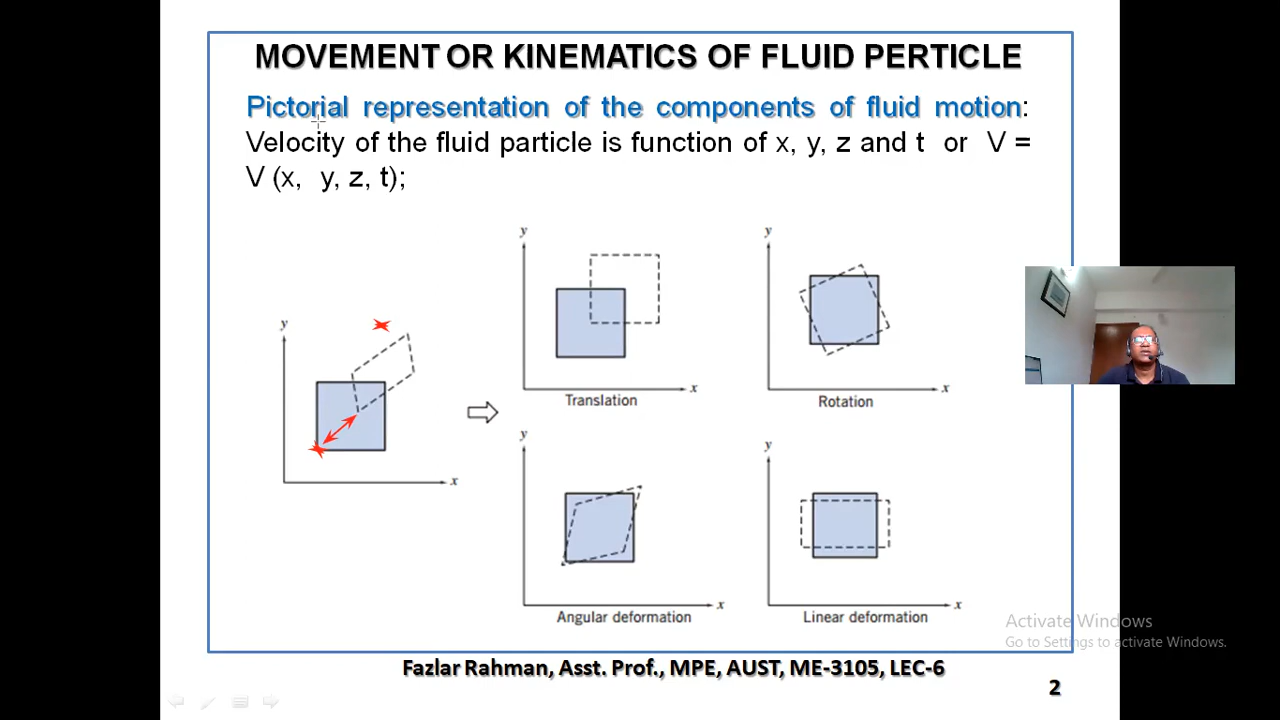 MOVEMENT OR KINEMATICS OF FLUID PERTICLE
Pictorial representation of the components of fluid motion:
Velocity of the fluid particle is function of x, y, z and t or V =
V (x, y, z, t);
y
x
y
x
Translation
y
x
Rotation
y
x
Angular deformation
y
x
Linear deformation
Activate Windows
Go to Settings to activate Windows.
Fazlar Rahman, Asst. Prof., MPE, AUST, ME-3105, LEC-6
2